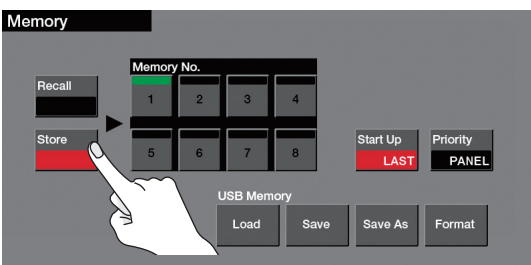 Memory
Memory No.
Recall
1 2 3 4
Store
5 6 7 8
Start Up
LAST
Priority
PANEL
USB Memory
Load Save Save As Format